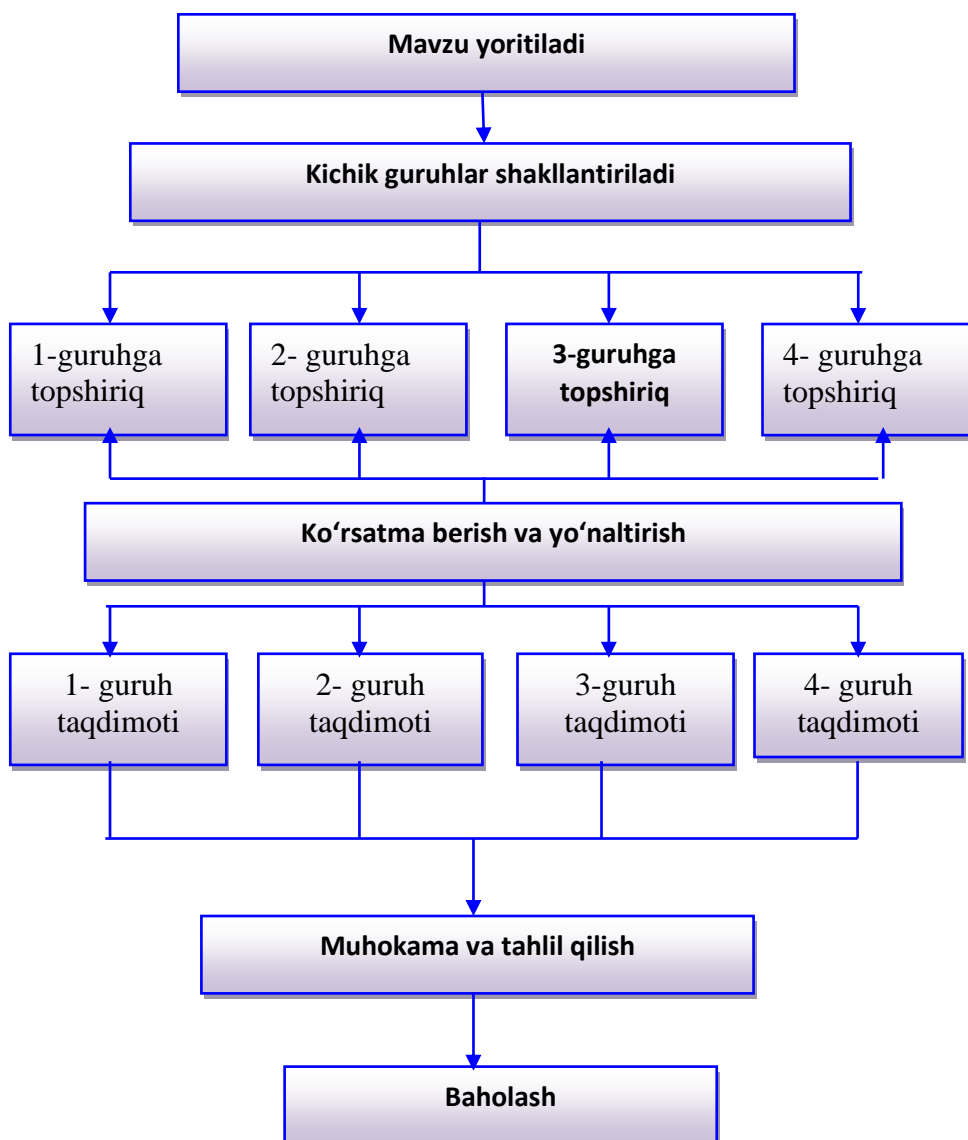 Mavzu yoritiladi
Kichik guruhlar shakllantiriladi
1-guruhga
topshiriq
2- guruhga
topshiriq
3-guruhga
topshiriq
4- guruhga
topshiriq
Ko‘rsatma berish va yo‘naltirish
1- guruh
taqdimoti
2- guruh
taqdimoti
3-guruh
taqdimoti
4- guruh
taqdimoti
Muhokama va tahlil qilish
Baholash